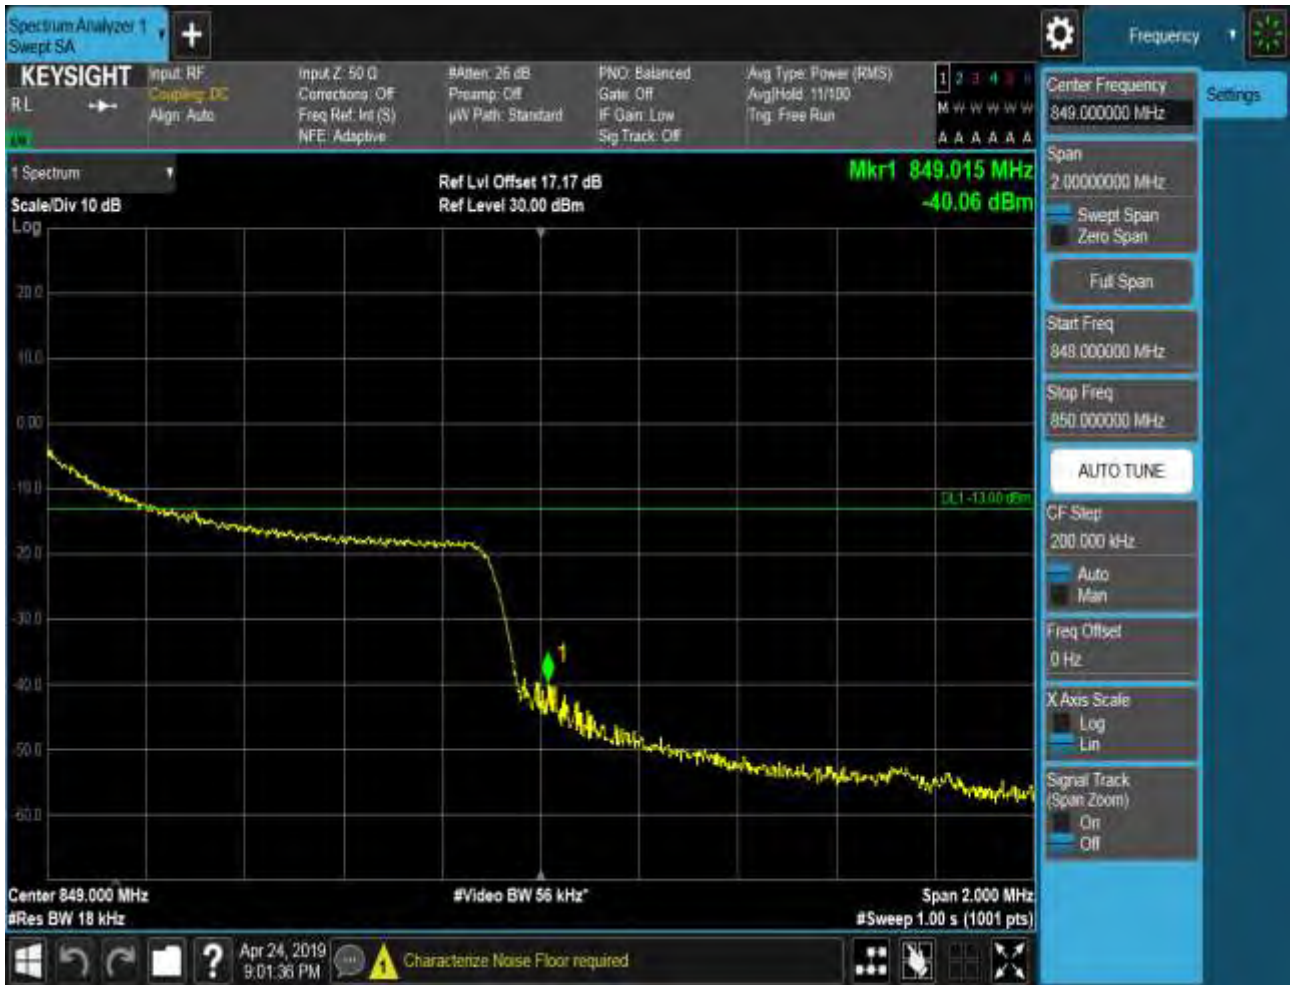 Spectrum Analyzer 1
Swept SA
+
Frequency
KEYSIGHT
RL
Input: RF
Coupling: DC
Align: Auto
Input Z: 50 Ω
Corrections: Off
Freq Ref: Int (S)
NFE: Adaptive
#Atten: 26 dB
Preamp: Off
µW Path: Standard
PNO: Balanced
Gate: Off
IF Gain: Low
Sig Track: Off
Avg Type: Power (RMS)
Avg|Hold: 11/100
Trig: Free Run
1 2 3 4 5 6
M W W W W W
A A A A A A
1 Spectrum
Scale/Div 10 dB
Log
Ref Lvl Offset 17.17 dB
Ref Level 30.00 dBm
Mkr1 849.015 MHz
-40.06 dBm
20.0
10.0
0.00
-10.0
-20.0
-30.0
-40.0
-50.0
-60.0
DL1 -13.00 dBm
1
Center 849.000 MHz
#Res BW 18 kHz
#Video BW 56 kHz*
Span 2.000 MHz
#Sweep 1.00 s (1001 pts)
?
Apr 24, 2019
9:01:36 PM
Characterize Noise Floor required
Center Frequency
849.000000 MHz
Settings
Span
2.00000000 MHz
Swept Span
Zero Span
Full Span
Start Freq
848.000000 MHz
Stop Freq
850.000000 MHz
AUTO TUNE
CF Step
200.000 kHz
Auto
Man
Freq Offset
0 Hz
X Axis Scale
Log
Lin
Signal Track
(Span Zoom)
On
Off